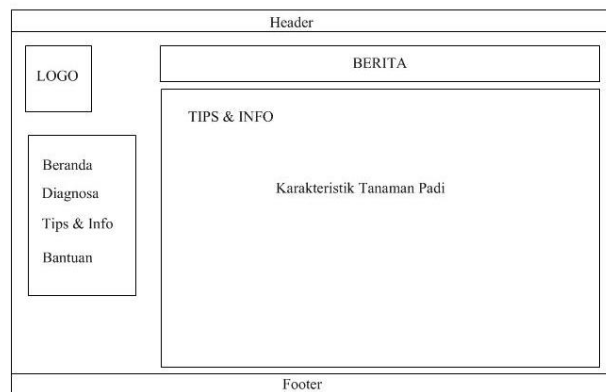 Header
LOGO
BERITA
TIPS & INFO
Karakteristik Tanaman Padi
Beranda
Diagnosa
Tips & Info
Bantuan
Footer